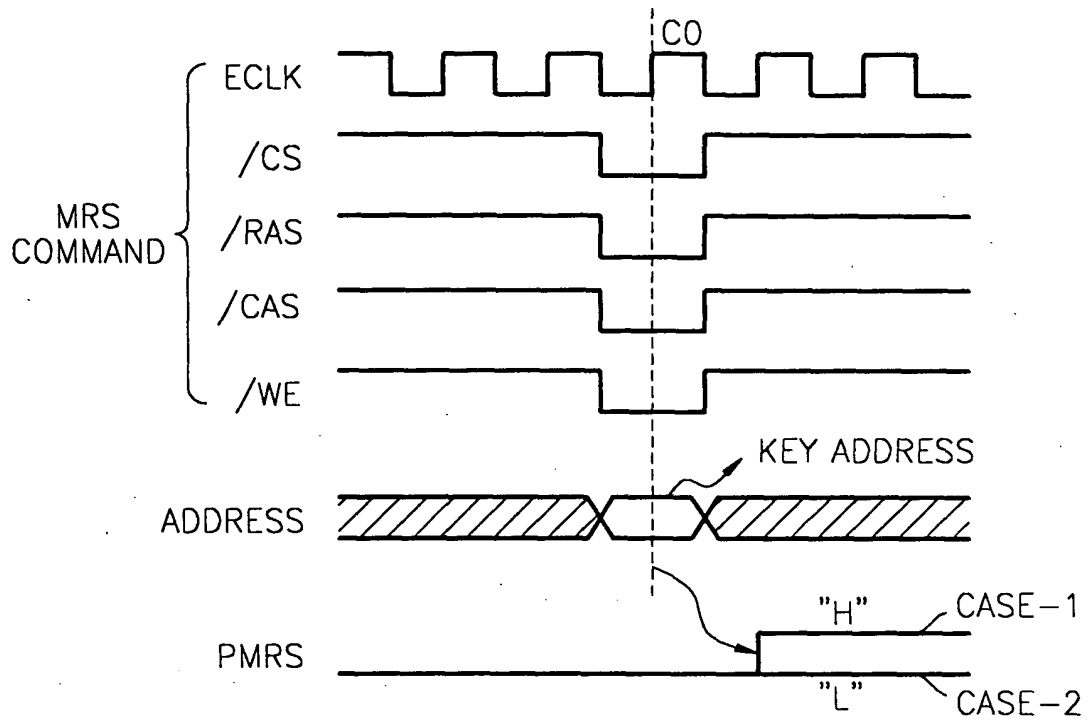 C0
ECLK
/CS
MRS
COMMAND
/RAS
/CAS
/WE
KEY ADDRESS
ADDRESS
"H"
CASE-1
PMRS
"L"
CASE-2